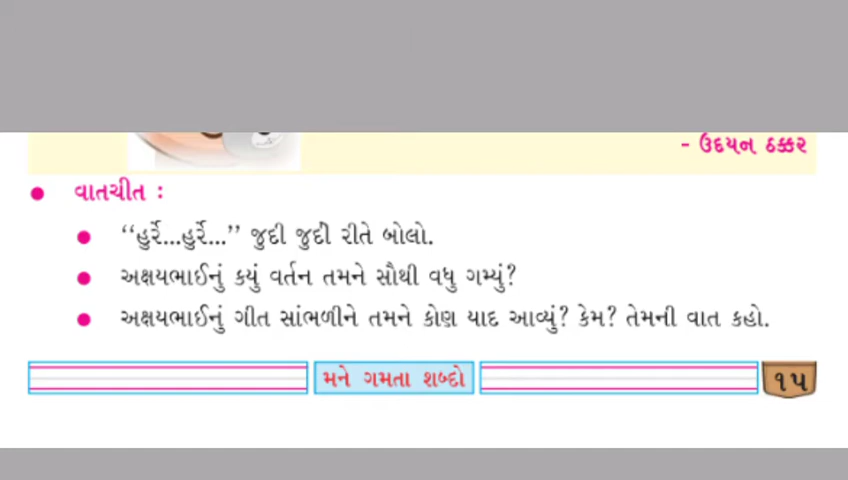 - ઉદયન ઠક્કર
• વાતચીત :
• “હુર્રે...હુર્રે...” જુદી જુદી રીતે બોલો.
• અક્ષયભાઈનું કયું વર્તન તમને સૌથી વધુ ગમ્યું?
• અક્ષયભાઈનું ગીત સાંભળીને તમને કોણ યાદ આવ્યું? કેમ? તેમની વાત કહો.
મને ગમતા શબ્દો
૧૫